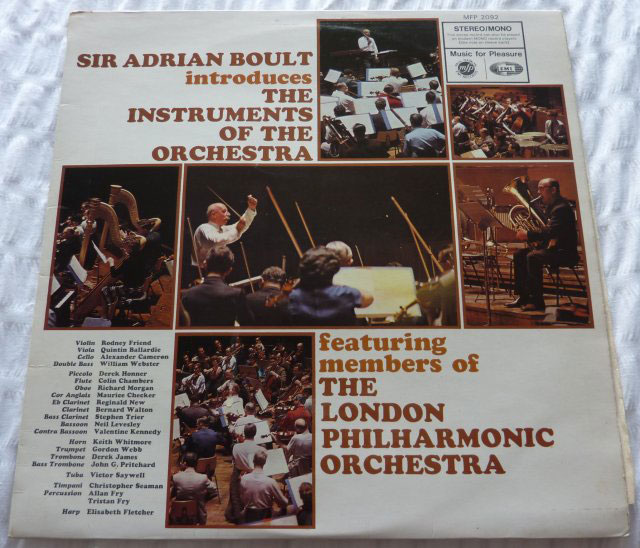 MFP 2092
STEREO/MONO
Music for Pleasure
mfp
EMI
SIR ADRIAN BOULT
introduces
THE
INSTRUMENTS
OF THE
ORCHESTRA
featuring
members of
THE
LONDON
PHILHARMONIC
ORCHESTRA
Violin Rodney Friend
Viola Quintin Ballardie
Cello Alexander Cameron
Double Bass William Webster
Piccolo Derek Honner
Flute Colin Chambers
Oboe Richard Morgan
Cor Anglais Maurice Checker
Eb Clarinet Reginald New
Clarinet Bernard Walton
Bass Clarinet Stephen Trier
Bassoon Neil Levesley
Contra Bassoon Valentine Kennedy
Horn Keith Whitmore
Trumpet Gordon Webb
Trombone Derek James
Bass Trombone John G. Pritchard
Tuba Victor Saywell
Timpani Christopher Seaman
Percussion Allan Fry
Tristan Fry
Harp Elisabeth Fletcher